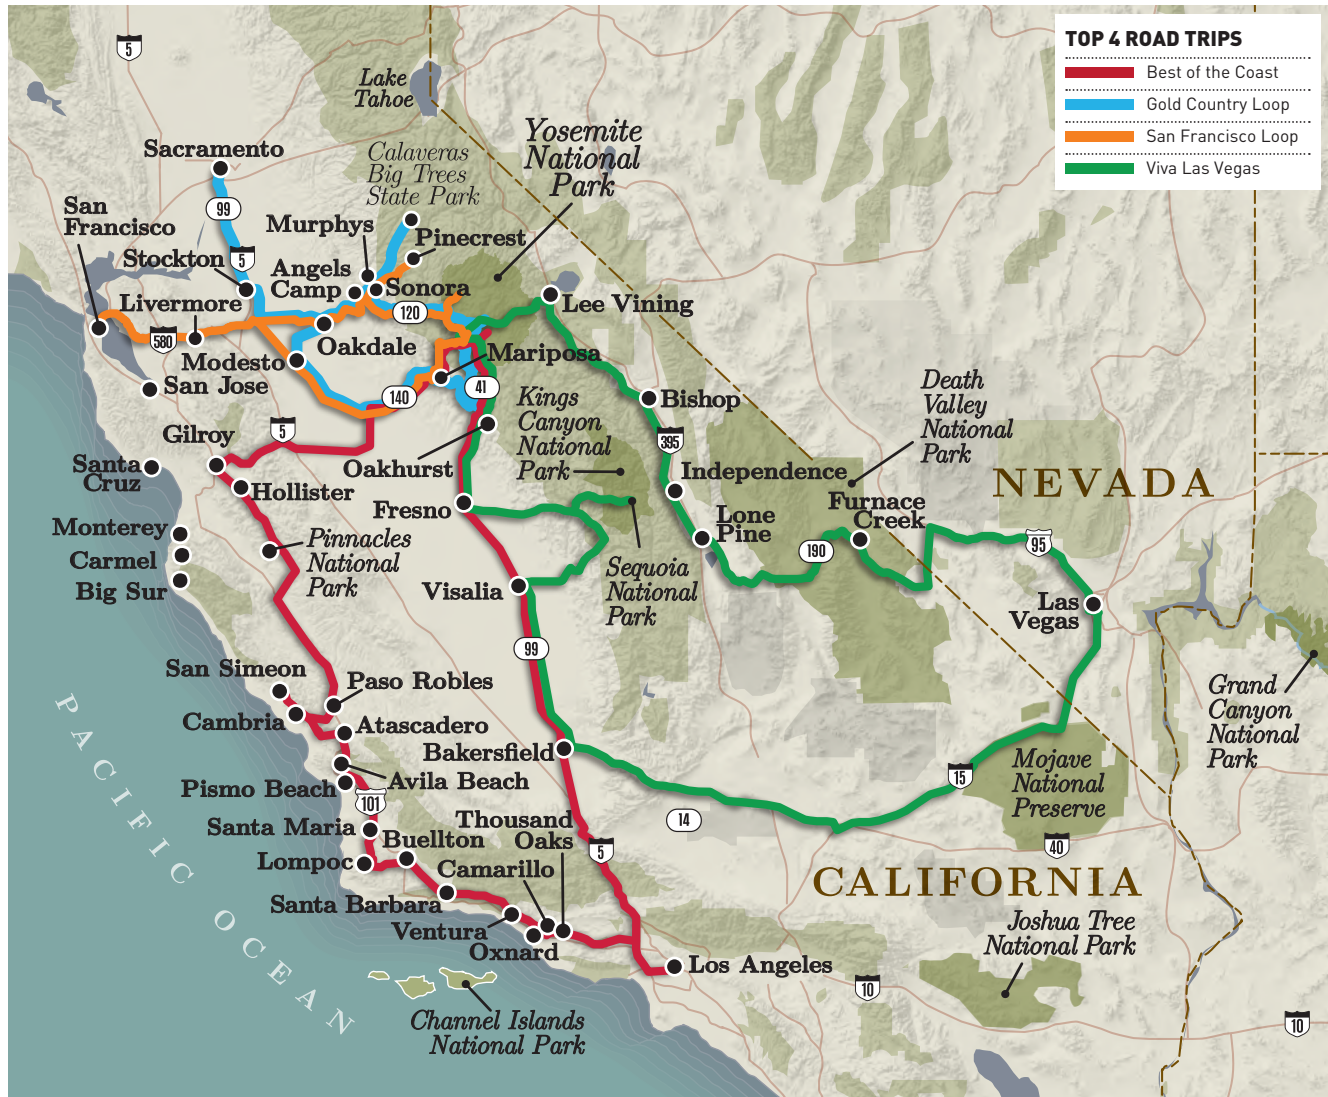 TOP 4 ROAD TRIPS
Best of the Coast
Gold Country Loop
San Francisco Loop
Viva Las Vegas
5
Lake
Tahoe
Yosemite
National
Park
Sacramento
Calaveras
Big Trees
State Park
99
San
Francisco
Murphys
Pinecrest
Stockton
5
Angels
Camp
Sonora
Livermore
120
Lee Vining
580
Oakdale
Modesto
Mariposa
San Jose
140
41
Kings
Canyon
National
Park
Bishop
Death
Valley
National
Park
Gilroy
5
395
Santa
Cruz
Oakhurst
Independence
NEVADA
Hollister
Fresno
Lone
Pine
Furnace
Creek
Monterey
Pinnacles
National
Park
Carmel
190
95
Big Sur
Visalia
Sequoia
National
Park
Las
Vegas
99
San Simeon
Paso Robles
Grand
Canyon
National
Park
Cambria
Atascadero
Bakersfield
PACIFIC OCEAN
Avila Beach
Pismo Beach
101
15
Mojave
National
Preserve
Santa Maria
Buellton
Thousand
Oaks
14
40
Lompoc
Camarillo
5
CALIFORNIA
Santa Barbara
Ventura
Oxnard
Joshua Tree
National Park
Los Angeles
10
Channel Islands
National Park
10